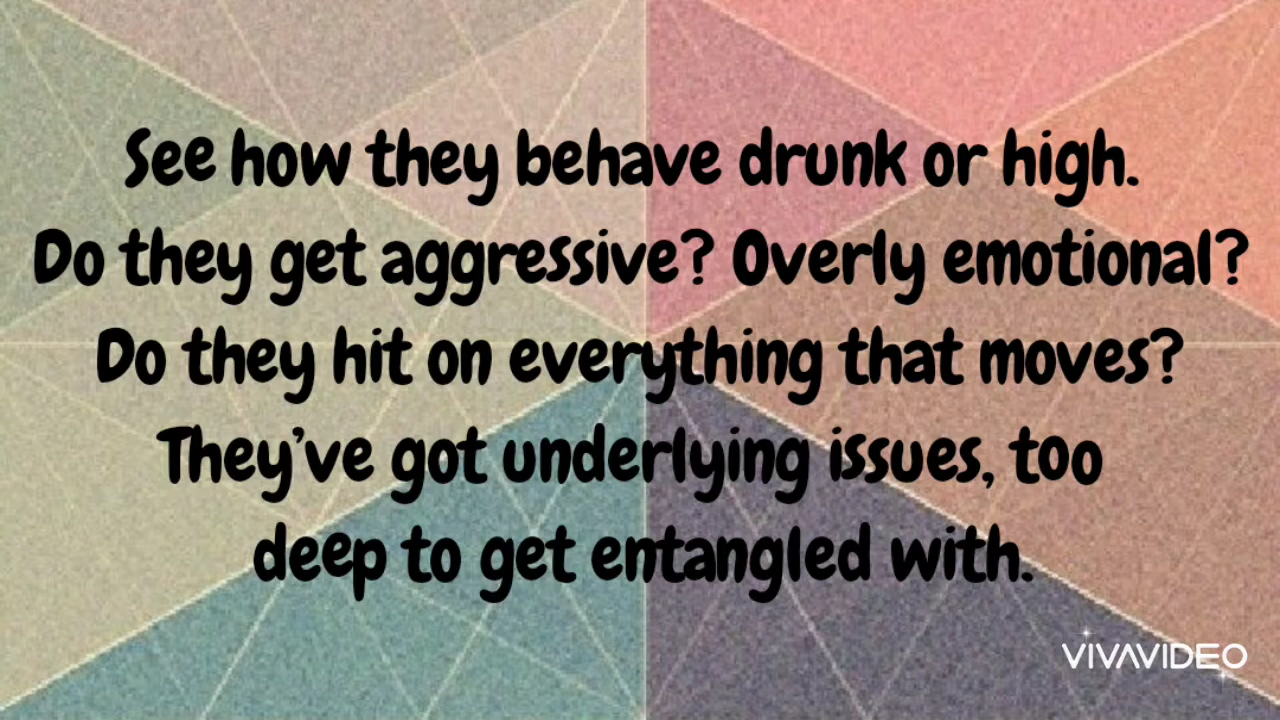 See how they behave drunk or high.
Do they get aggressive? Overly emotional?
Do they hit on everything that moves?
They've got underlying issues, too
deep to get entangled with.
VIVAVIDEO